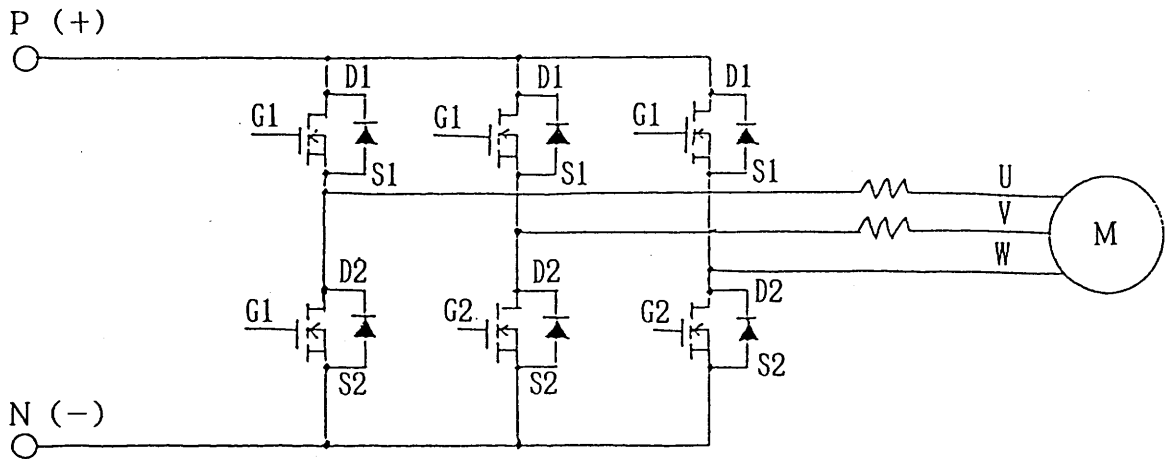 P (+)
D1 D1 D1
G1 G1 G1
S1 S1 S1
U
V
M
W
D2 D2 D2
G1 G2 G2
S2 S2 S2
N (-)